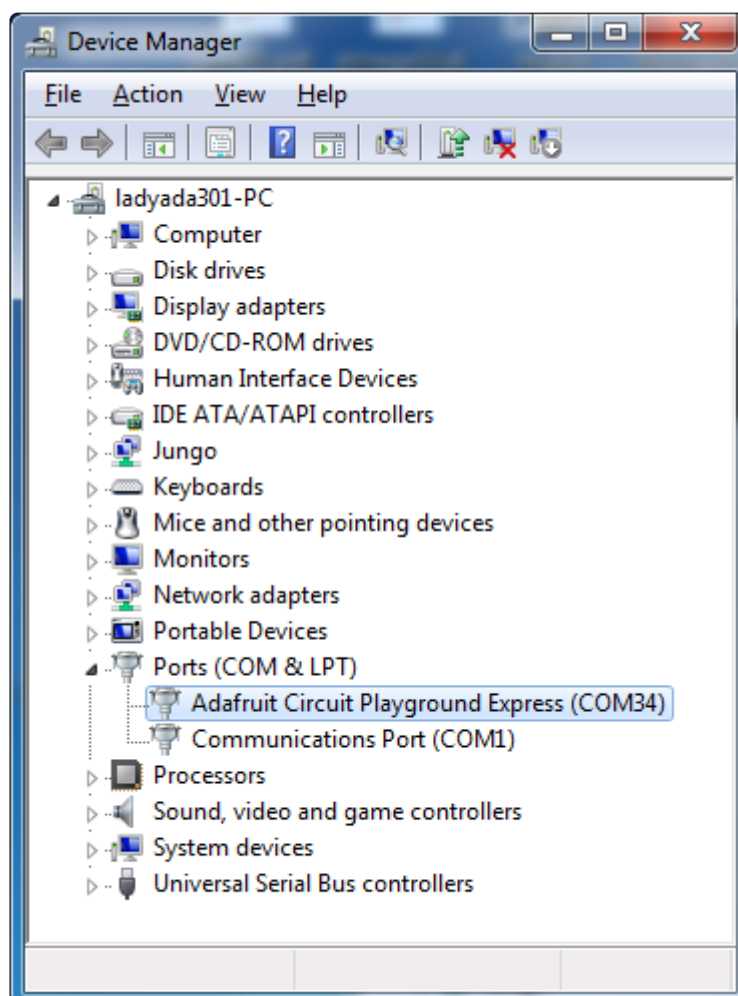 Device Manager
File Action View Help
ladyada301-PC
Computer
Disk drives
Display adapters
DVD/CD-ROM drives
Human Interface Devices
IDE ATA/ATAPI controllers
Jungo
Keyboards
Mice and other pointing devices
Monitors
Network adapters
Portable Devices
Ports (COM & LPT)
Adafruit Circuit Playground Express (COM34)
Communications Port (COM1)
Processors
Sound, video and game controllers
System devices
Universal Serial Bus controllers